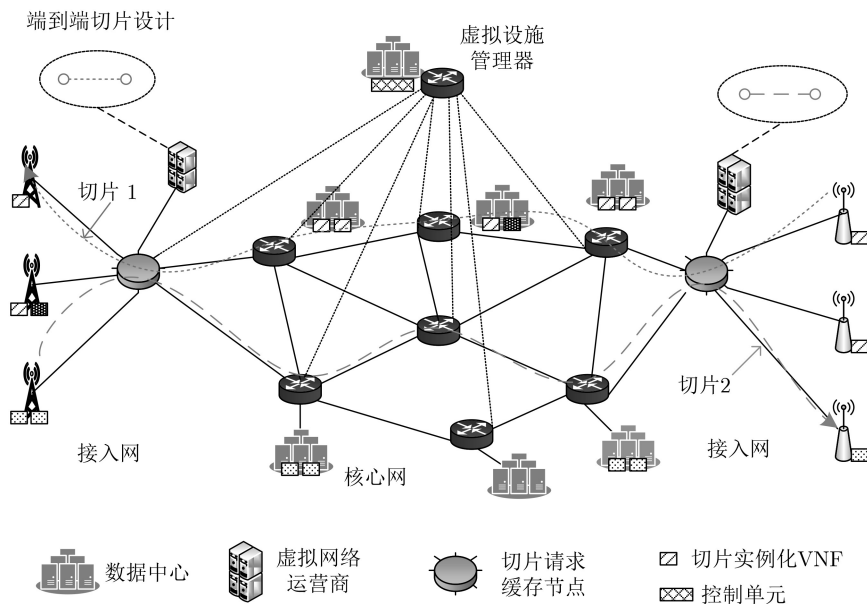 端到端切片设计
虚拟设施
管理器
切片 1
切片2
接入网
核心网
接入网
数据中心
虚拟网络
运营商
切片请求
缓存节点
切片实例化VNF
控制单元